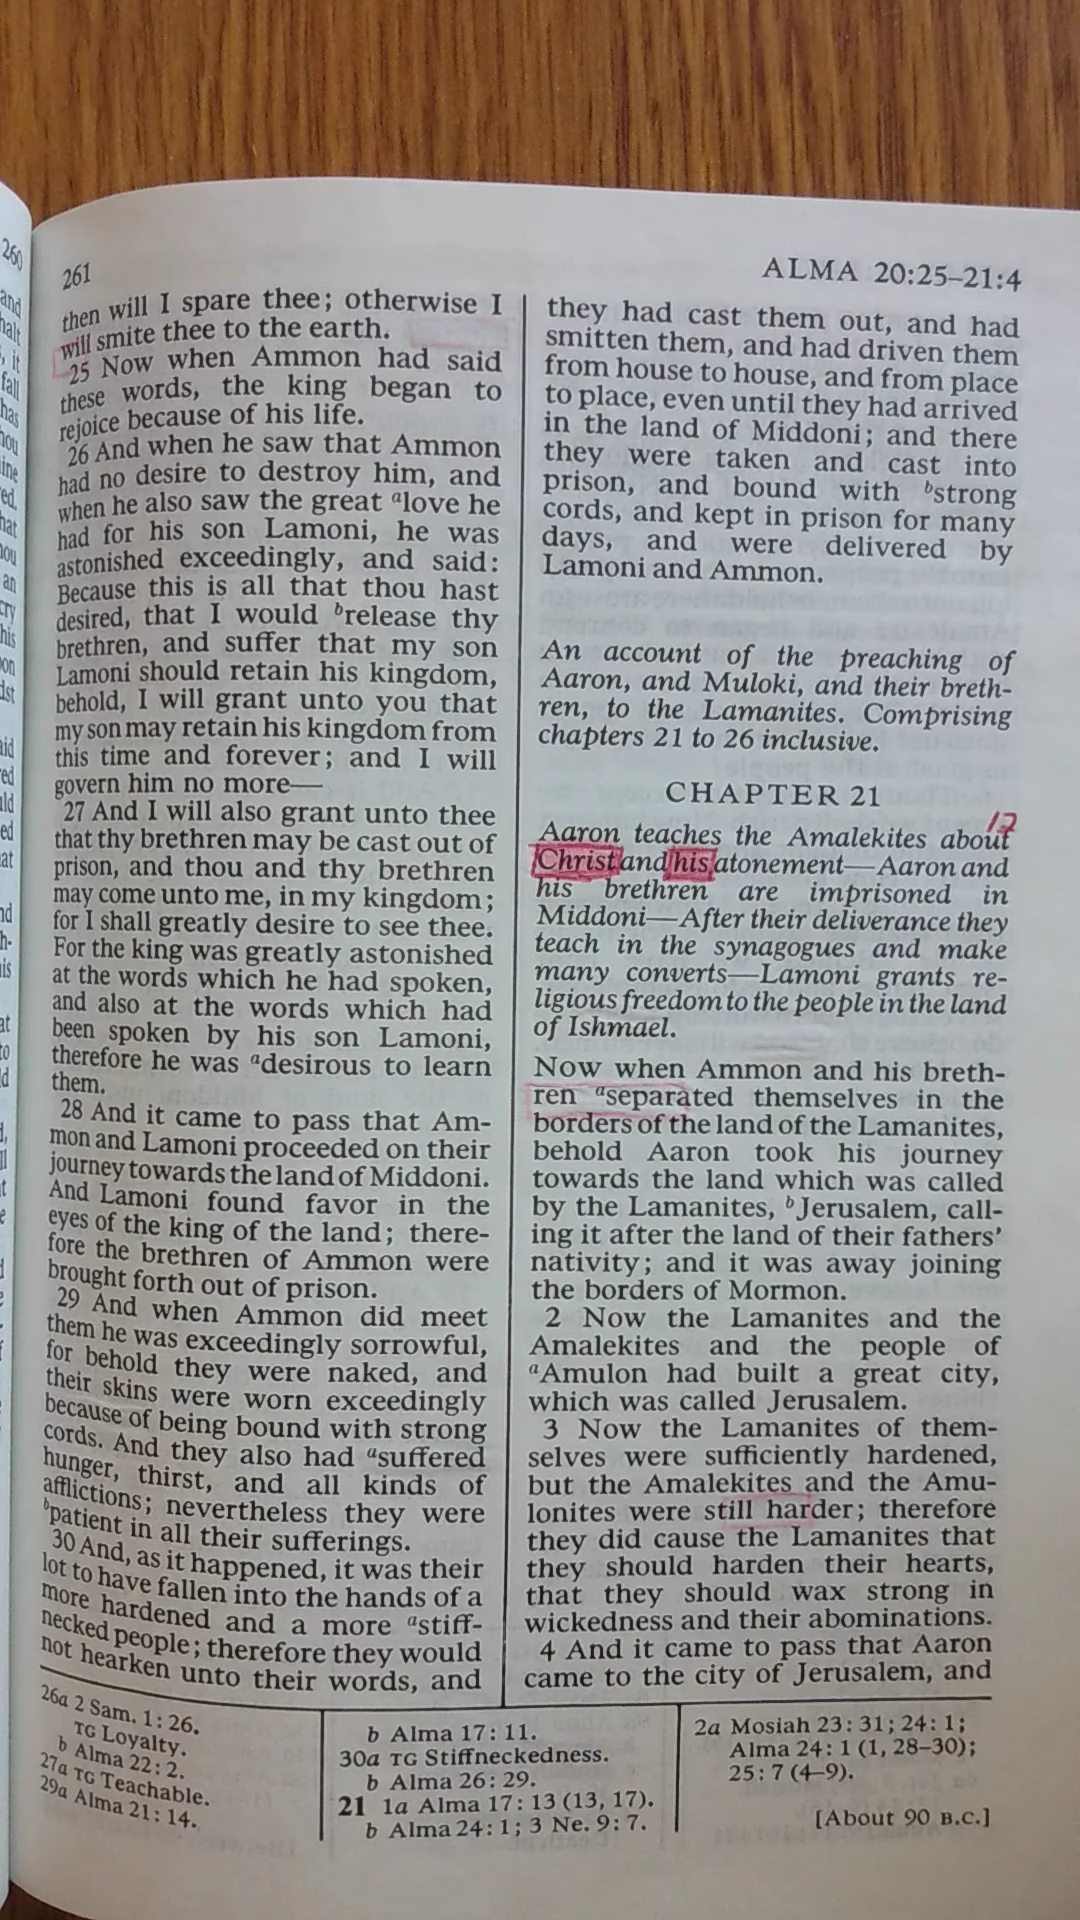 260
and
halt
, it
fall
has
hou
ine
ed.
hat
nou
an
cry
his
on
dst
aid
ed
uld
ed
at
nd
h-
is
at
to
d
261
ALMA 20:25–21:4
then will I spare thee; otherwise I
will smite thee to the earth.
25 Now when Ammon had said
these words, the king began to
rejoice because of his life.
26 And when he saw that Ammon
had no desire to destroy him, and
when he also saw the great alove he
had for his son Lamoni, he was
astonished exceedingly, and said:
Because this is all that thou hast
desired, that I would brelease thy
brethren, and suffer that my son
Lamoni should retain his kingdom,
behold, I will grant unto you that
my son may retain his kingdom from
this time and forever; and I will
govern him no more—
27 And I will also grant unto thee
that thy brethren may be cast out of
prison, and thou and thy brethren
may come unto me, in my kingdom;
for I shall greatly desire to see thee.
For the king was greatly astonished
at the words which he had spoken,
and also at the words which had
been spoken by his son Lamoni,
therefore he was adesirous to learn
them.
28 And it came to pass that Am-
mon and Lamoni proceeded on their
journey towards the land of Middoni.
And Lamoni found favor in the
eyes of the king of the land; there-
fore the brethren of Ammon were
brought forth out of prison.
29 And when Ammon did meet
them he was exceedingly sorrowful,
for behold they were naked, and
their skins were worn exceedingly
because of being bound with strong
cords. And they also had asuffered
hunger, thirst, and all kinds of
afflictions; nevertheless they were
bpatient in all their sufferings.
30 And, as it happened, it was their
lot to have fallen into the hands of a
more hardened and a more astiff-
necked people; therefore they would
not hearken unto their words, and
they had cast them out, and had
smitten them, and had driven them
from house to house, and from place
to place, even until they had arrived
in the land of Middoni; and there
they were taken and cast into
prison, and bound with bstrong
cords, and kept in prison for many
days, and were delivered by
Lamoni and Ammon.
An account of the preaching of
Aaron, and Muloki, and their breth-
ren, to the Lamanites. Comprising
chapters 21 to 26 inclusive.
CHAPTER 21
17
Aaron teaches the Amalekites about
Christ and his atonement—Aaron and
his brethren are imprisoned in
Middoni—After their deliverance they
teach in the synagogues and make
many converts—Lamoni grants re-
ligious freedom to the people in the land
of Ishmael.
Now when Ammon and his breth-
ren aseparated themselves in the
borders of the land of the Lamanites,
behold Aaron took his journey
towards the land which was called
by the Lamanites, bJerusalem, call-
ing it after the land of their fathers'
nativity; and it was away joining
the borders of Mormon.
2 Now the Lamanites and the
Amalekites and the people of
aAmulon had built a great city,
which was called Jerusalem.
3 Now the Lamanites of them-
selves were sufficiently hardened,
but the Amalekites and the Amu-
lonites were still harder; therefore
they did cause the Lamanites that
they should harden their hearts,
that they should wax strong in
wickedness and their abominations.
4 And it came to pass that Aaron
came to the city of Jerusalem, and
26a 2 Sam. 1:26.
TG Loyalty.
b Alma 22:2.
27a TG Teachable.
29a Alma 21:14.
b Alma 17:11.
30a TG Stiffneckedness.
b Alma 26:29.
21 1a Alma 17:13 (13, 17).
b Alma 24:1; 3 Ne. 9:7.
2a Mosiah 23:31; 24:1;
Alma 24:1 (1, 28–30);
25:7 (4–9).
[About 90 B.C.]